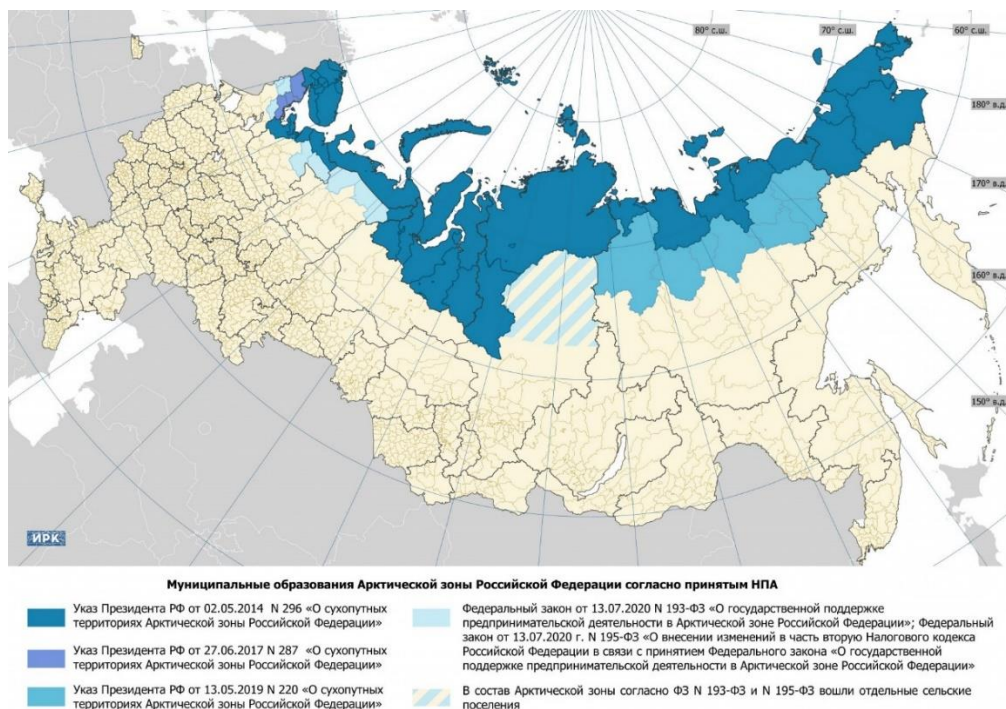 80° с.ш.
70° с.ш.
60° с.ш.
180° в.д.
170° в.д.
160° в.д.
150° в.д.
ИРК
Муниципальные образования Арктической зоны Российской Федерации согласно принятым НПА
Указ Президента РФ от 02.05.2014 N 296 «О сухопутных
территориях Арктической зоны Российской Федерации»
Указ Президента РФ от 27.06.2017 N 287 «О сухопутных
территориях Арктической зоны Российской Федерации»
Указ Президента РФ от 13.05.2019 N 220 «О сухопутных
территориях Арктической зоны Российской Федерации»
Федеральный закон от 13.07.2020 N 193-ФЗ «О государственной поддержке
предпринимательской деятельности в Арктической зоне Российской Федерации»; Федеральный
закон от 13.07.2020 г. N 195-ФЗ «О внесении изменений в часть вторую Налогового кодекса
Российской Федерации в связи с принятием Федерального закона «О государственной
поддержке предпринимательской деятельности в Арктической зоне Российской Федерации»
В состав Арктической зоны согласно ФЗ N 193-ФЗ и N 195-ФЗ вошли отдельные сельские
поселения